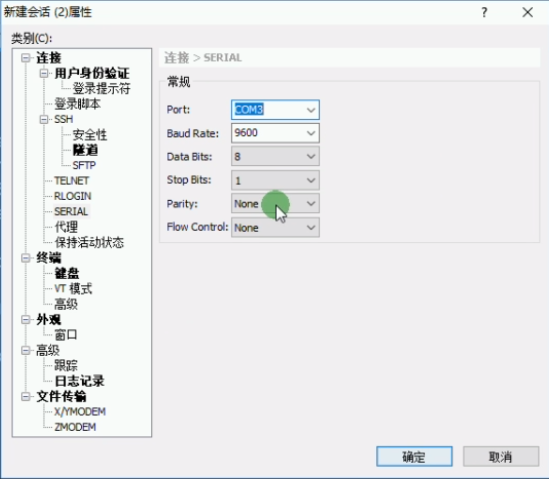 新建会话 (2)属性
?
类别(C):
连接
用户身份验证
登录提示符
登录脚本
SSH
安全性
隧道
SFTP
TELNET
RLOGIN
SERIAL
代理
保持活动状态
终端
键盘
VT 模式
高级
外观
窗口
高级
跟踪
日志记录
文件传输
X/YMODEM
ZMODEM
连接 > SERIAL
常规
Port: COM3
Baud Rate: 9600
Data Bits: 8
Stop Bits: 1
Parity: None
Flow Control: None
确定 取消